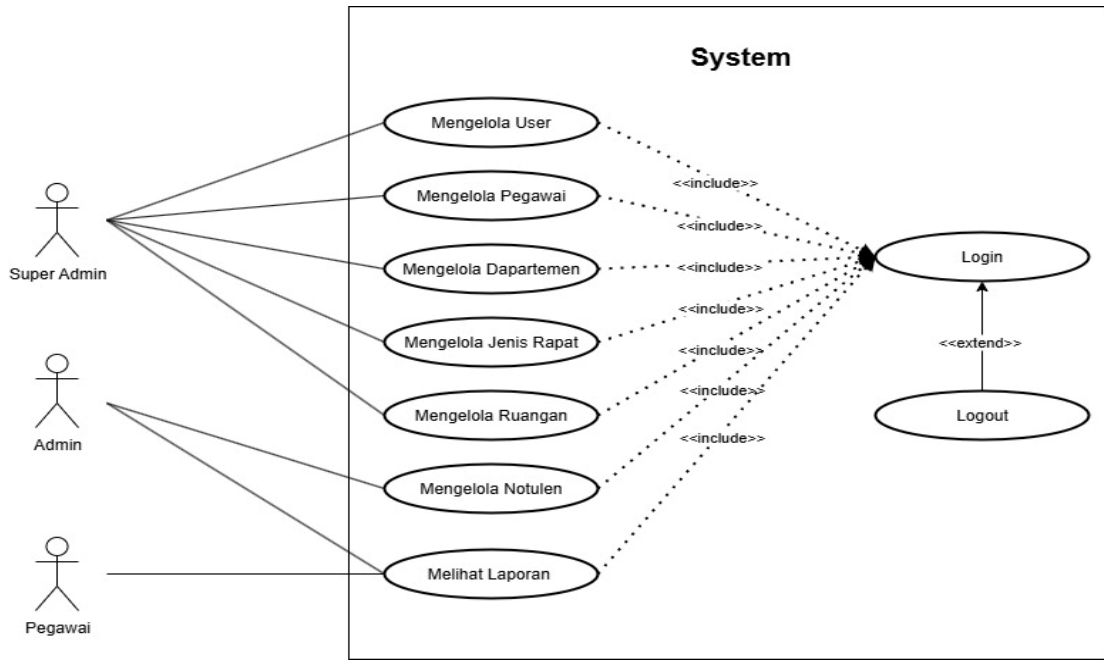 System
Mengelola User
<<include>>
Mengelola Pegawai
<<include>>
Super Admin
Mengelola Dapartemen
<<include>>
Login
Mengelola Jenis Rapat
<<include>>
<<extend>>
Admin
Mengelola Ruangan
<<include>>
Logout
<<include>>
Mengelola Notulen
<<include>>
Melihat Laporan
Pegawai